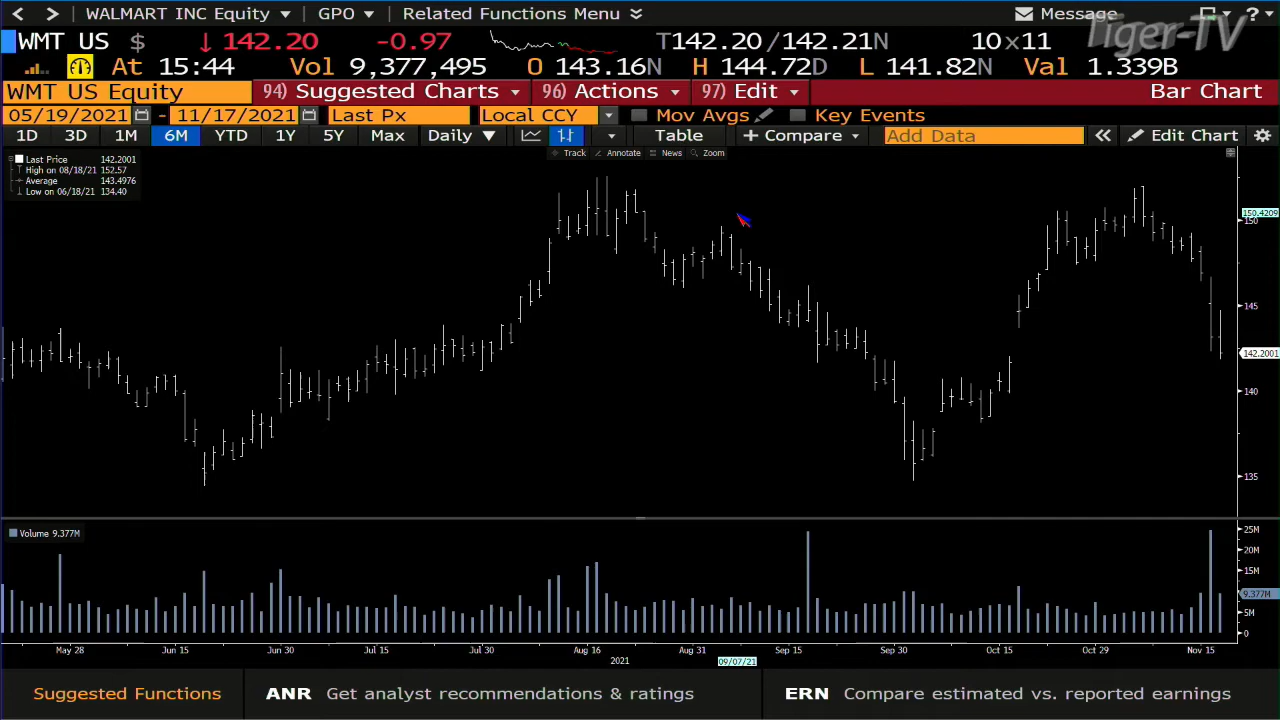 WALMART INC Equity GPO Related Functions Menu Message ?
Tiger-TV
WMT US $ ↓ 142.20 -0.97 T142.20/142.21N 10x11
At 15:44 Vol 9,377,495 O 143.16N H 144.72D L 141.82N Val 1.339B
WMT US Equity 94) Suggested Charts 96) Actions 97) Edit Bar Chart
05/19/2021 - 11/17/2021 Last Px Local CCY Mov Avgs Key Events
1D 3D 1M 6M YTD 1Y 5Y Max Daily ▼ Table + Compare Add Data « Edit Chart
Track Annotate News Zoom
Last Price 142.2001
High on 08/18/21 152.57
Average 143.4976
Low on 06/18/21 134.40
150.4209
150
145
142.2001
140
135
Volume 9.377M
25M
20M
15M
9.377M
5M
0
May 28 Jun 15 Jun 30 Jul 15 Jul 30 Aug 16 Aug 31 Sep 15 Sep 30 Oct 15 Oct 29 Nov 15
2021 09/07/21
Suggested Functions ANR Get analyst recommendations & ratings ERN Compare estimated vs. reported earnings